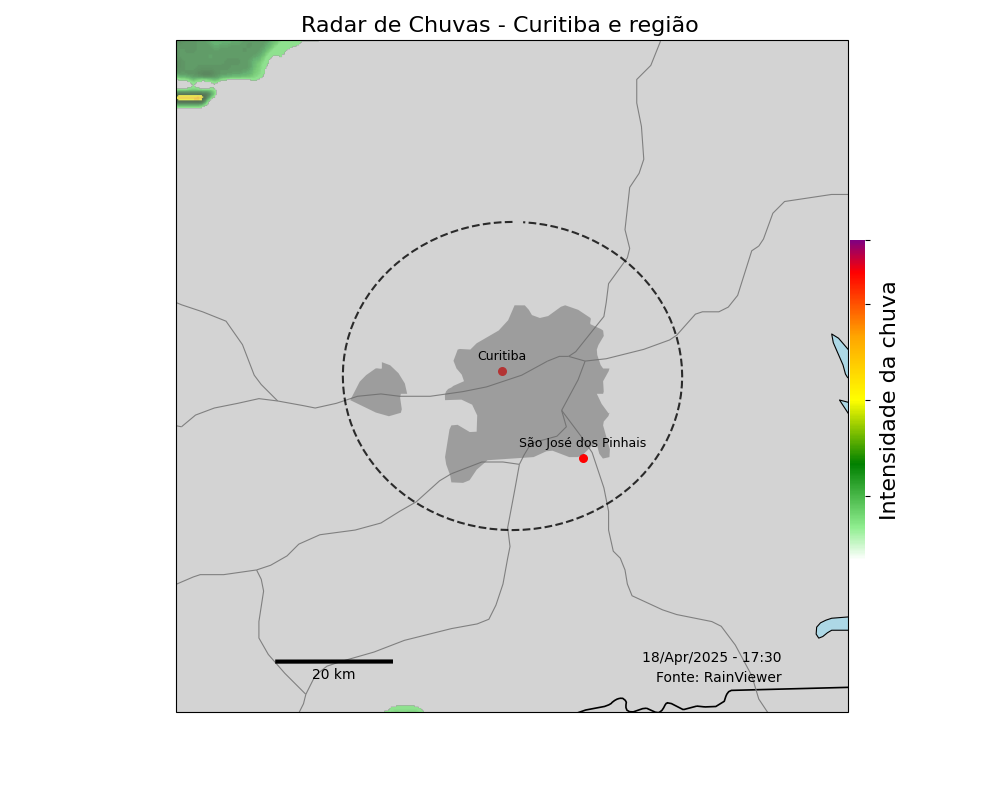 Radar de Chuvas - Curitiba e região
Curitiba
São José dos Pinhais
Intensidade da chuva
18/Apr/2025 - 17:30
Fonte: RainViewer
20 km